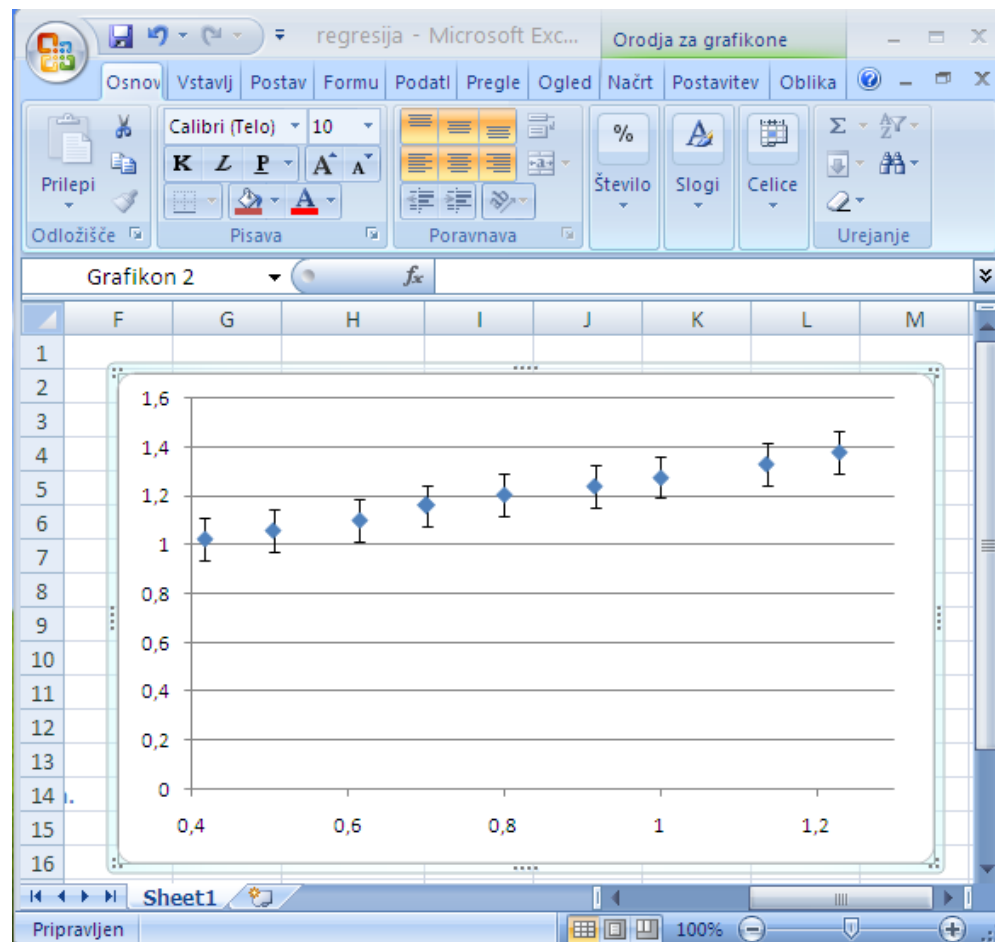 regresija - Microsoft Exc...
Orodja za grafikone
Osnov Vstavlj Postav Formu Podatl Pregle Ogled Načrt Postavitev Oblika
Prilepi
Odložišče
Calibri (Telo) 10
K L P A A
A
Pisava
Poravnava
%
Število
A
Slogi
Celice
Σ A Z
Urejanje
Grafikon 2
fx
F G H I J K L M
1
2
3
4
5
6
7
8
9
10
11
12
13
14
15
16
1,6
1,4
1,2
1
0,8
0,6
0,4
0,2
0
0,4 0,6 0,8 1 1,2
Sheet1
Pripravljen
100%